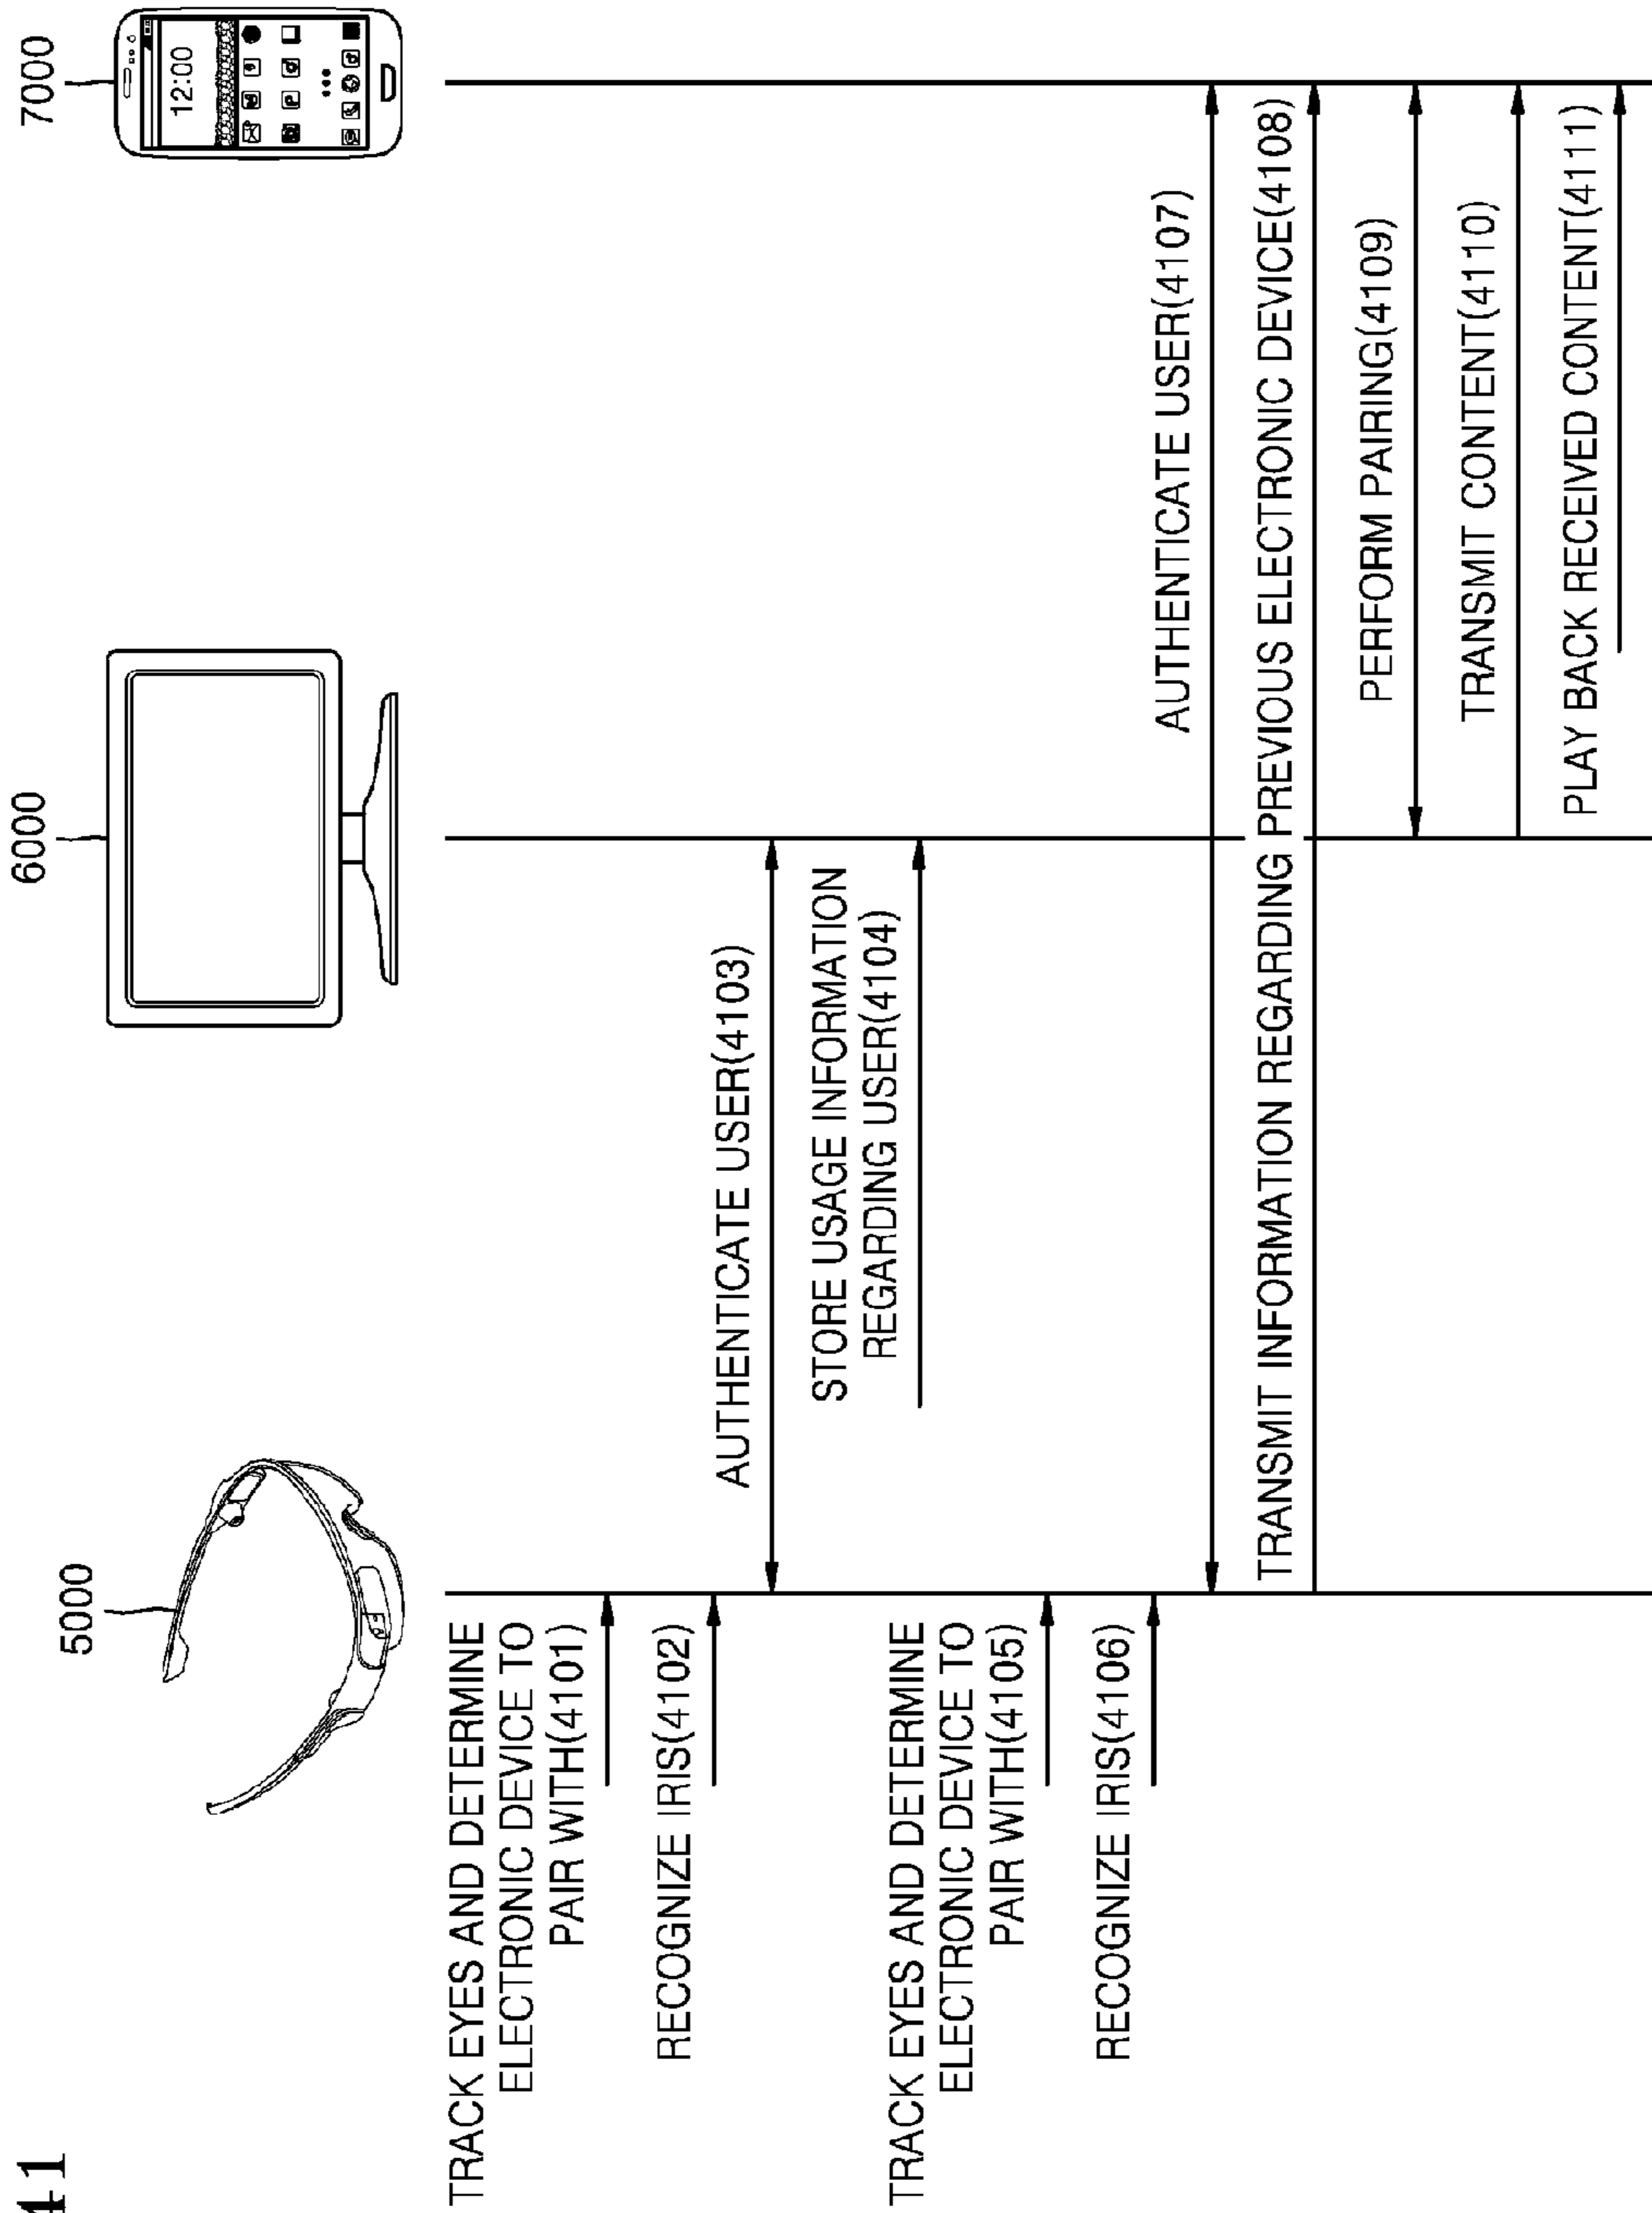 41
5000
6000
7000
12:00
TRACK EYES AND DETERMINE
ELECTRONIC DEVICE TO
PAIR WITH(4101)
RECOGNIZE IRIS(4102)
AUTHENTICATE USER(4103)
STORE USAGE INFORMATION
REGARDING USER(4104)
TRACK EYES AND DETERMINE
ELECTRONIC DEVICE TO
PAIR WITH(4105)
RECOGNIZE IRIS(4106)
AUTHENTICATE USER(4107)
TRANSMIT INFORMATION REGARDING PREVIOUS ELECTRONIC DEVICE(4108)
PERFORM PAIRING(4109)
TRANSMIT CONTENT(4110)
PLAY BACK RECEIVED CONTENT(4111)